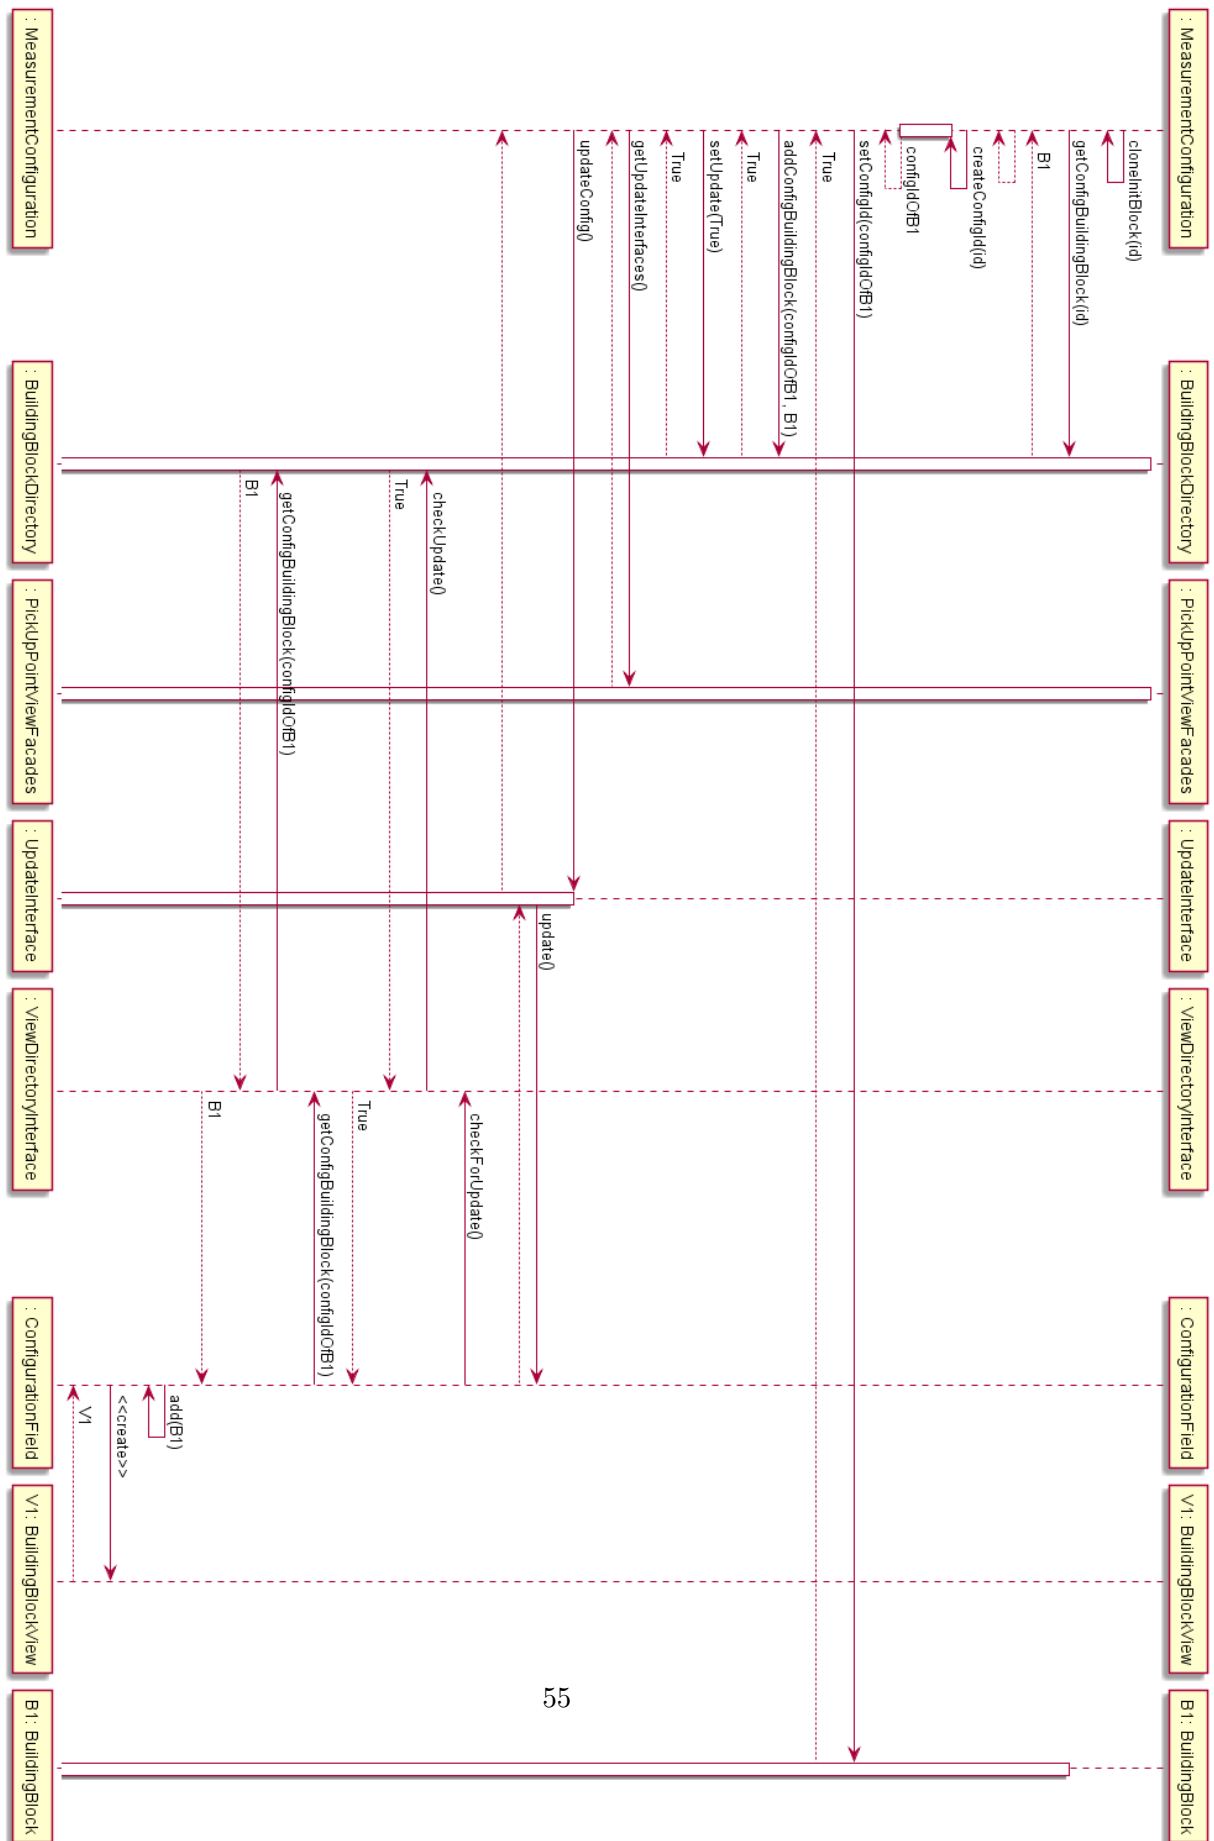 : MeasurementConfiguration
: BuildingBlockDirectory
: PickUpPointViewFacades
: UpdateInterface
: ViewDirectoryInterface
: ConfigurationField
V1: BuildingBlockView
B1: BuildingBlock
cloneInitBlock(id)
getConfigBuildingBlock(id)
B1
createConfigId(id)
configIdOfB1
setConfigId(configIdOfB1)
True
addConfigBuildingBlock(configIdOfB1, B1)
True
setUpdate(True)
True
getUpdateInterfaces()
updateConfig()
update()
checkForUpdate()
checkUpdate()
True
True
getConfigBuildingBlock(configIdOfB1)
getConfigBuildingBlock(configIdOfB1)
B1
B1
add(B1)
<<create>>
V1
: MeasurementConfiguration
: BuildingBlockDirectory
: PickUpPointViewFacades
: UpdateInterface
: ViewDirectoryInterface
: ConfigurationField
V1: BuildingBlockView
B1: BuildingBlock
55